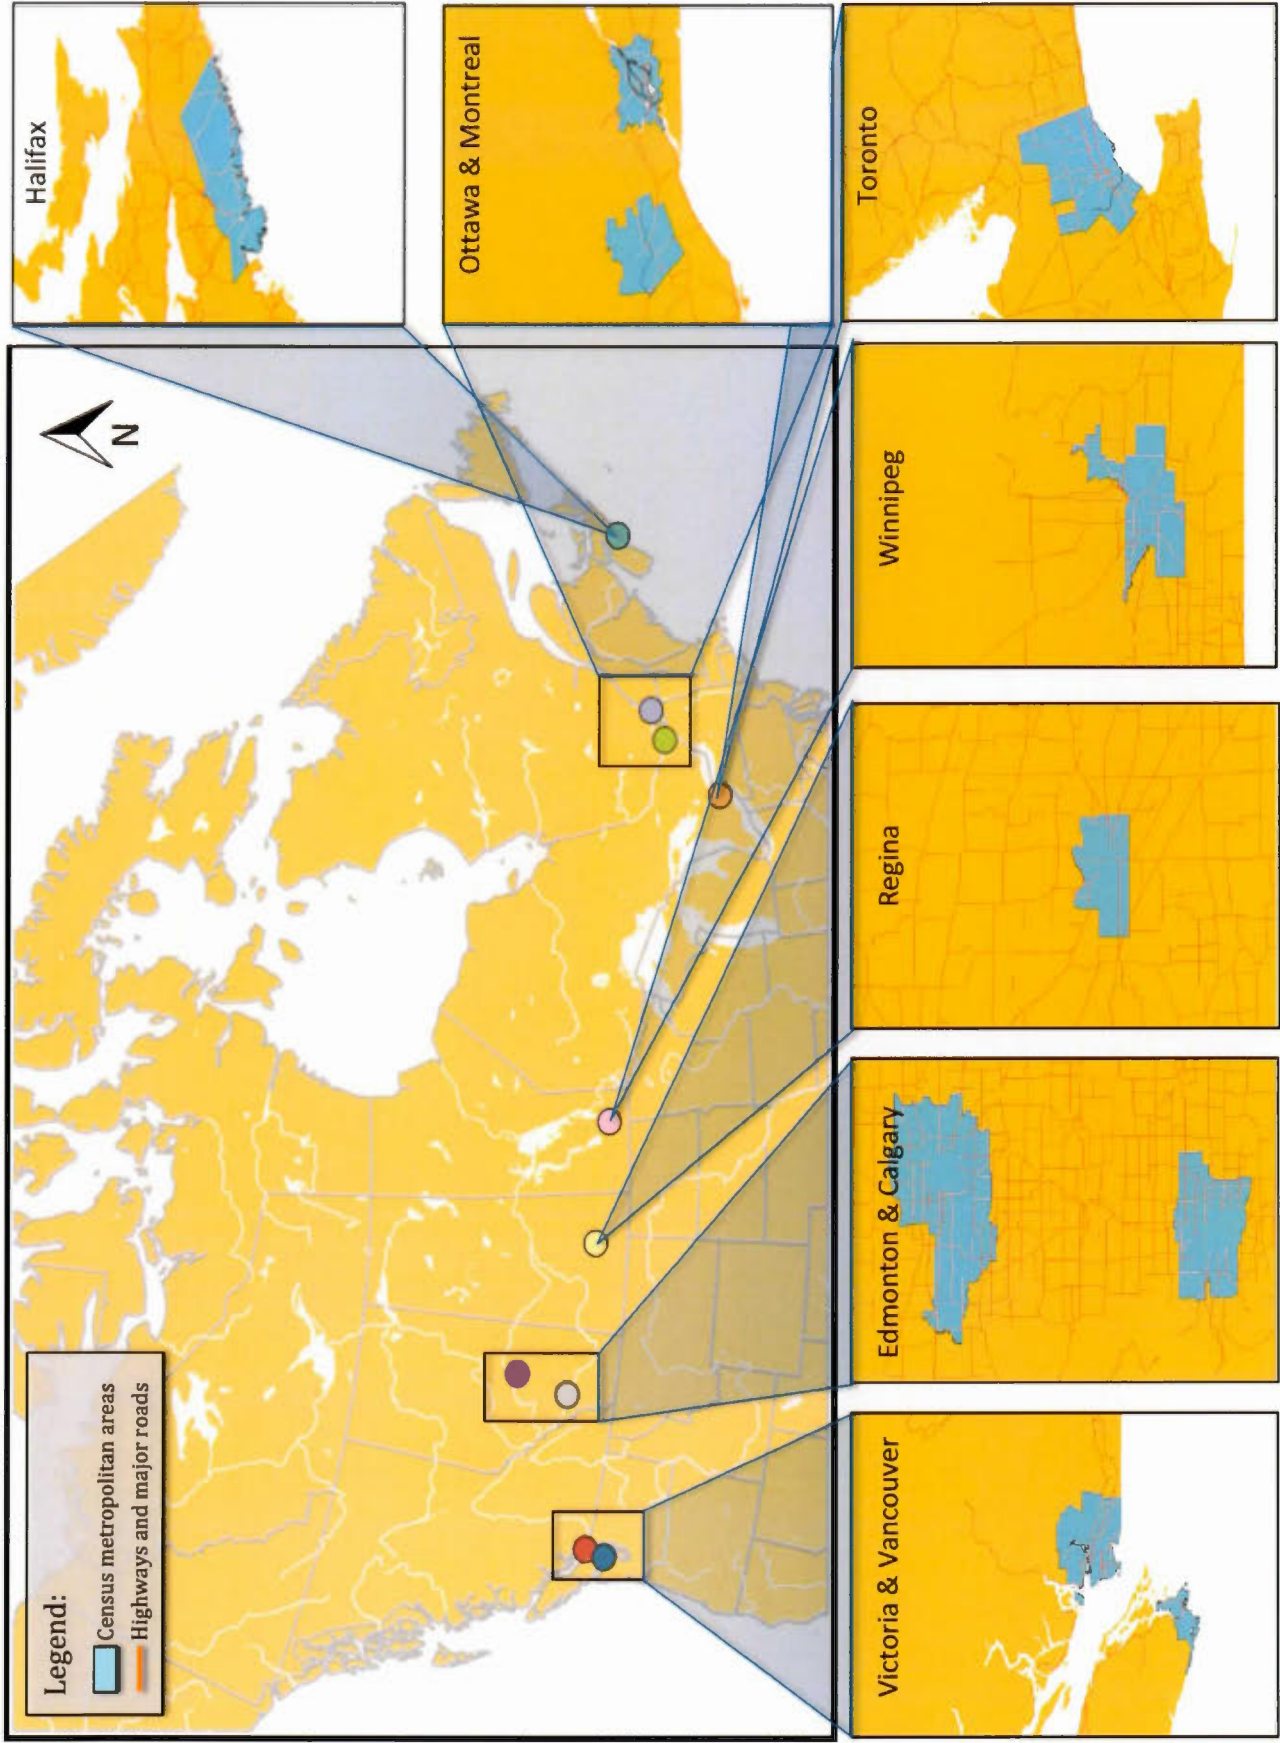 Legend:
Census metropolitan areas
Highways and major roads
N
Halifax
Ottawa & Montreal
Toronto
Winnipeg
Regina
Edmonton & Calgary
Victoria & Vancouver